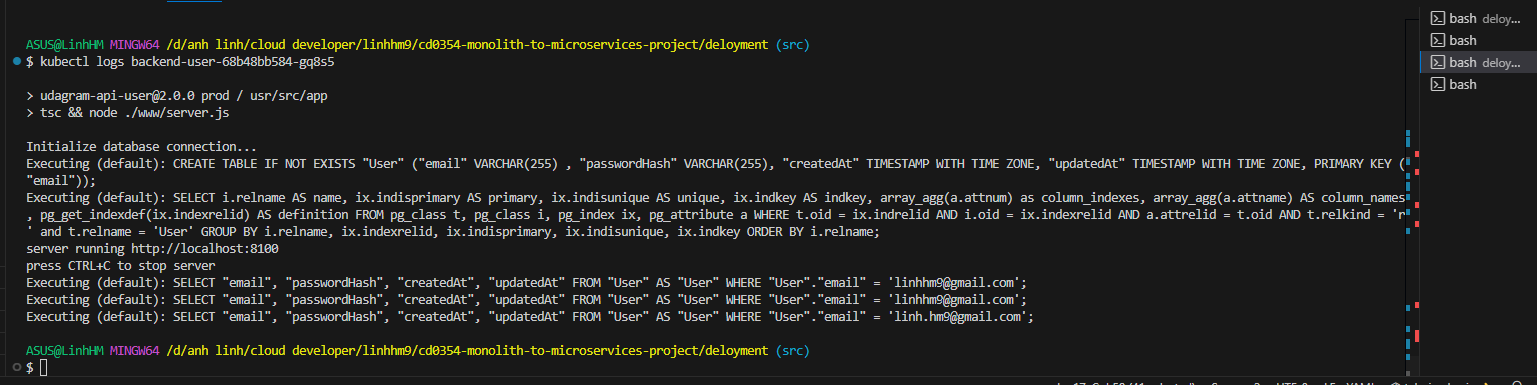 ASUS@LinhHM MINGW64 /d/anh linh/cloud developer/linhhm9/cd0354-monolith-to-microservices-project/deloyment (src)
$ kubectl logs backend-user-68b48bb584-gq8s5
> udagram-api-user@2.0.0 prod / usr/src/app
> tsc && node ./www/server.js
Initialize database connection...
Executing (default): CREATE TABLE IF NOT EXISTS "User" ("email" VARCHAR(255) , "passwordHash" VARCHAR(255), "createdAt" TIMESTAMP WITH TIME ZONE, "updatedAt" TIMESTAMP WITH TIME ZONE, PRIMARY KEY (
"email"));
Executing (default): SELECT i.relname AS name, ix.indisprimary AS primary, ix.indisunique AS unique, ix.indkey AS indkey, array_agg(a.attnum) as column_indexes, array_agg(a.attname) AS column_names
, pg_get_indexdef(ix.indexrelid) AS definition FROM pg_class t, pg_class i, pg_index ix, pg_attribute a WHERE t.oid = ix.indrelid AND i.oid = ix.indexrelid AND a.attrelid = t.oid AND t.relkind = 'r
' and t.relname = 'User' GROUP BY i.relname, ix.indexrelid, ix.indisprimary, ix.indisunique, ix.indkey ORDER BY i.relname;
server running http://localhost:8100
press CTRL+C to stop server
Executing (default): SELECT "email", "passwordHash", "createdAt", "updatedAt" FROM "User" AS "User" WHERE "User"."email" = 'linhhm9@gmail.com';
Executing (default): SELECT "email", "passwordHash", "createdAt", "updatedAt" FROM "User" AS "User" WHERE "User"."email" = 'linhhm9@gmail.com';
Executing (default): SELECT "email", "passwordHash", "createdAt", "updatedAt" FROM "User" AS "User" WHERE "User"."email" = 'linh.hm9@gmail.com';
ASUS@LinhHM MINGW64 /d/anh linh/cloud developer/linhhm9/cd0354-monolith-to-microservices-project/deloyment (src)
$
bash deloy...
bash
bash deloy...
bash